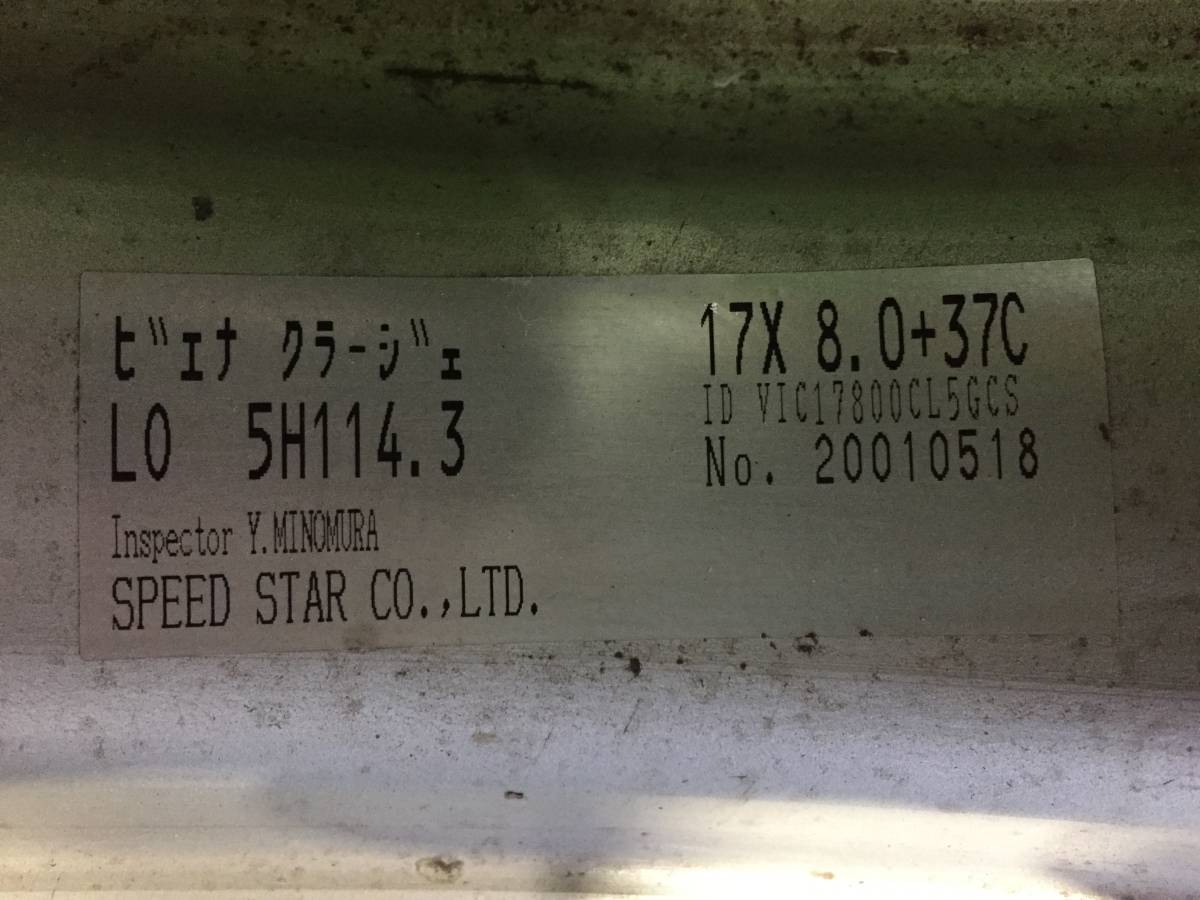 ﾋﾞｪﾅ ｸﾗｰｼﾞｪ
17X 8.0+37C
ID VIC17800CL5GCS
LO 5H114.3
No. 20010518
Inspector Y.MINOMURA
SPEED STAR CO.,LTD.